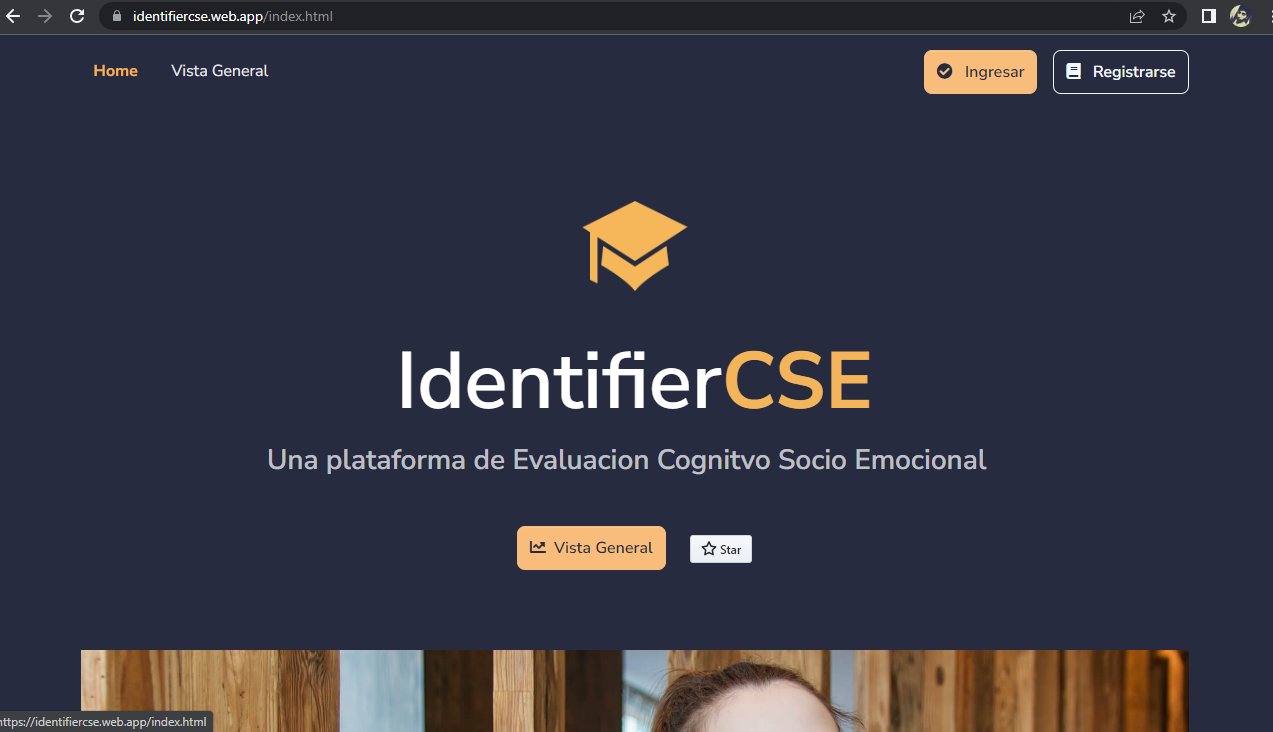 identifiercse.web.app/index.html
Home Vista General Ingresar Registrarse
IdentifierCSE
Una plataforma de Evaluacion Cognitvo Socio Emocional
Vista General Star
https://identifiercse.web.app/index.html